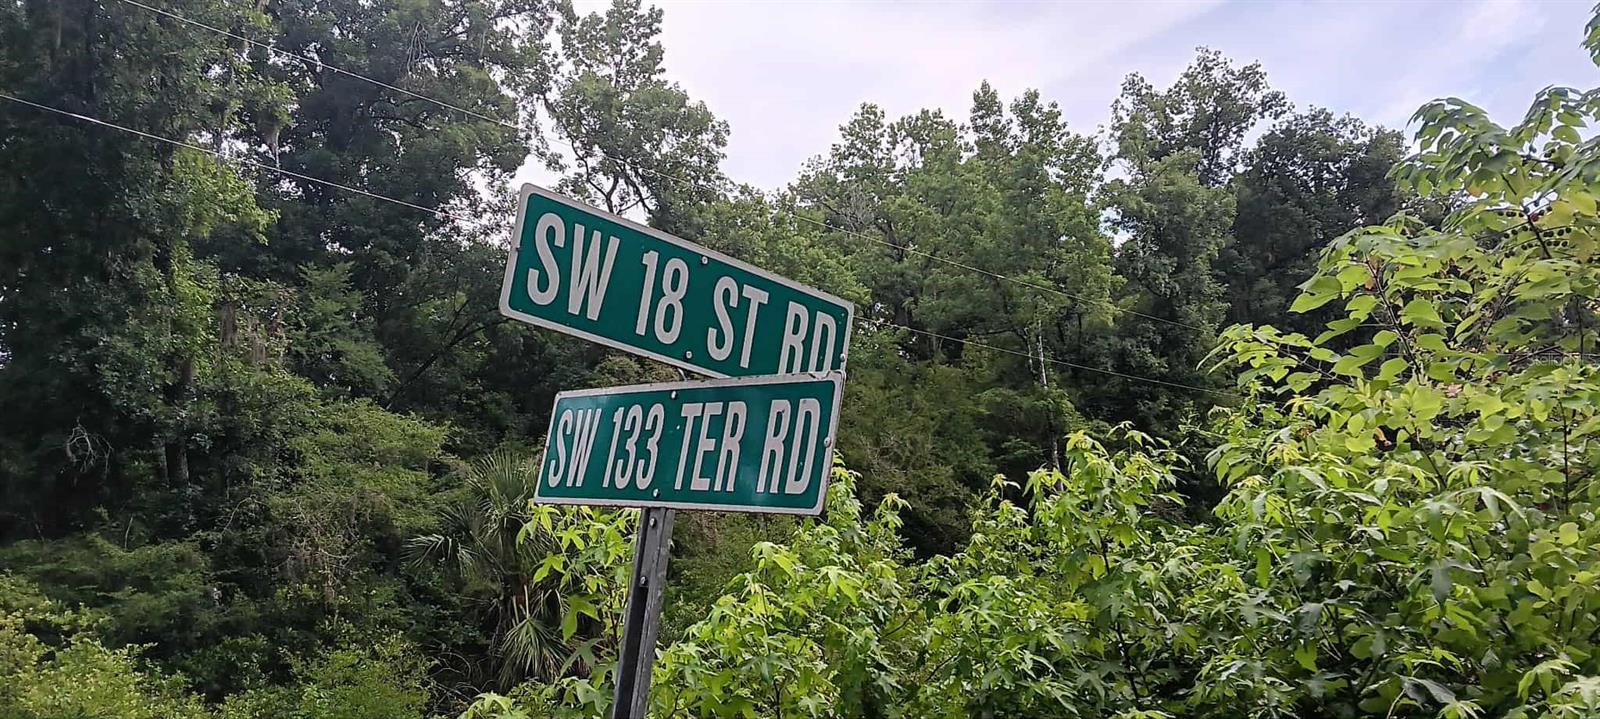 SW 18 ST RD
SW 133 TER RD